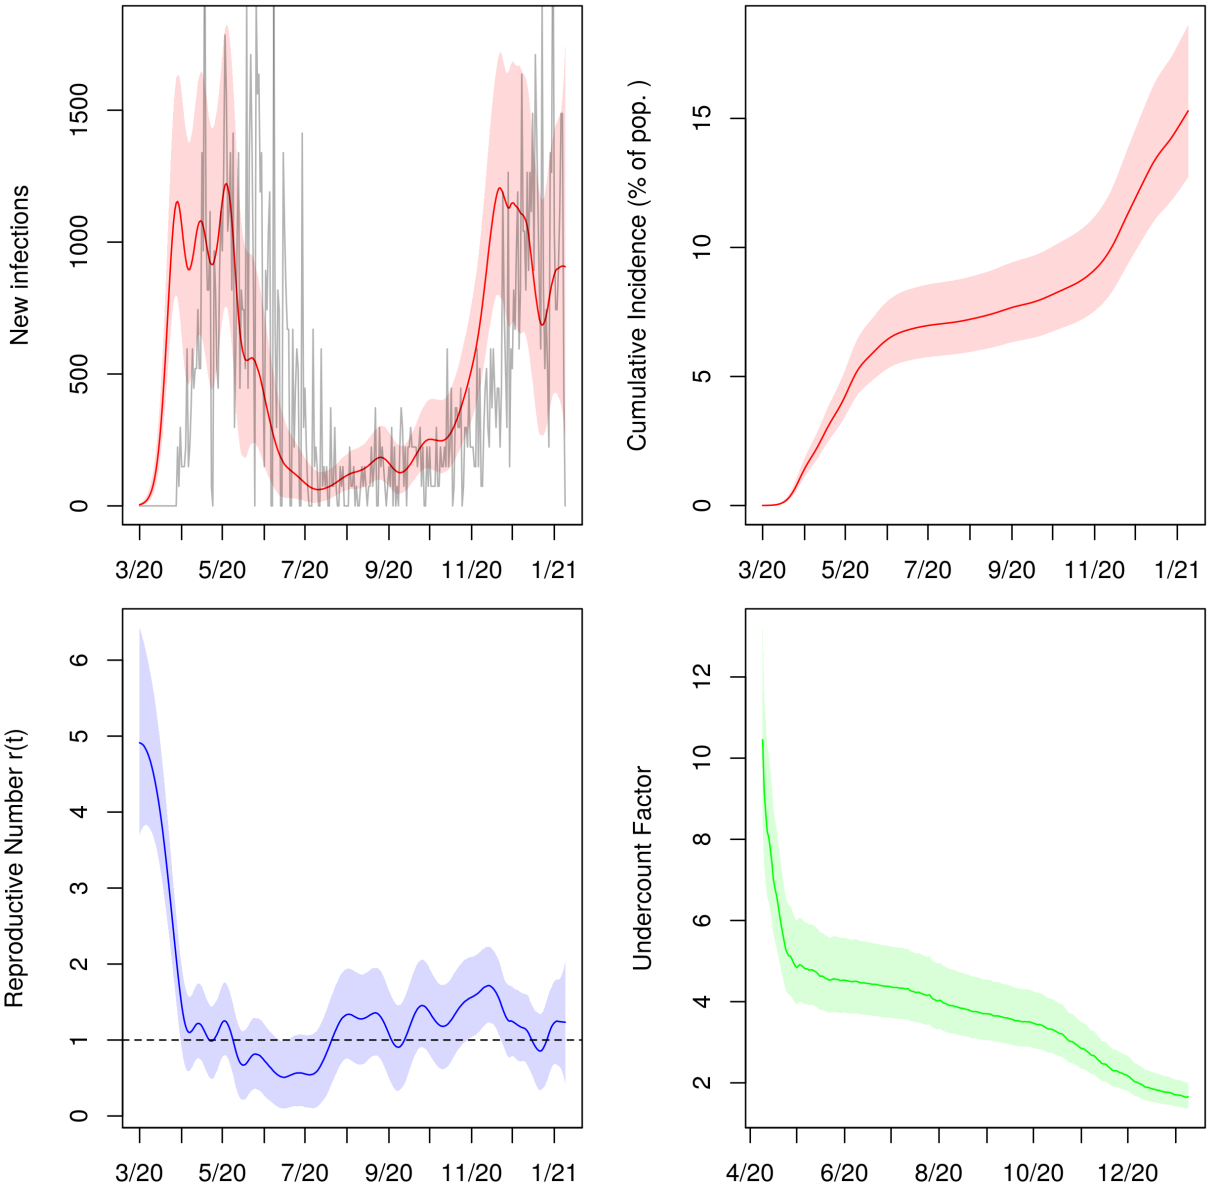 New infections
1500
1000
500
0
3/20 5/20 7/20 9/20 11/20 1/21
Cumulative Incidence (% of pop. )
15
10
5
0
3/20 5/20 7/20 9/20 11/20 1/21
Reproductive Number r(t)
6
5
4
3
2
1
0
3/20 5/20 7/20 9/20 11/20 1/21
Undercount Factor
12
10
8
6
4
2
4/20 6/20 8/20 10/20 12/20